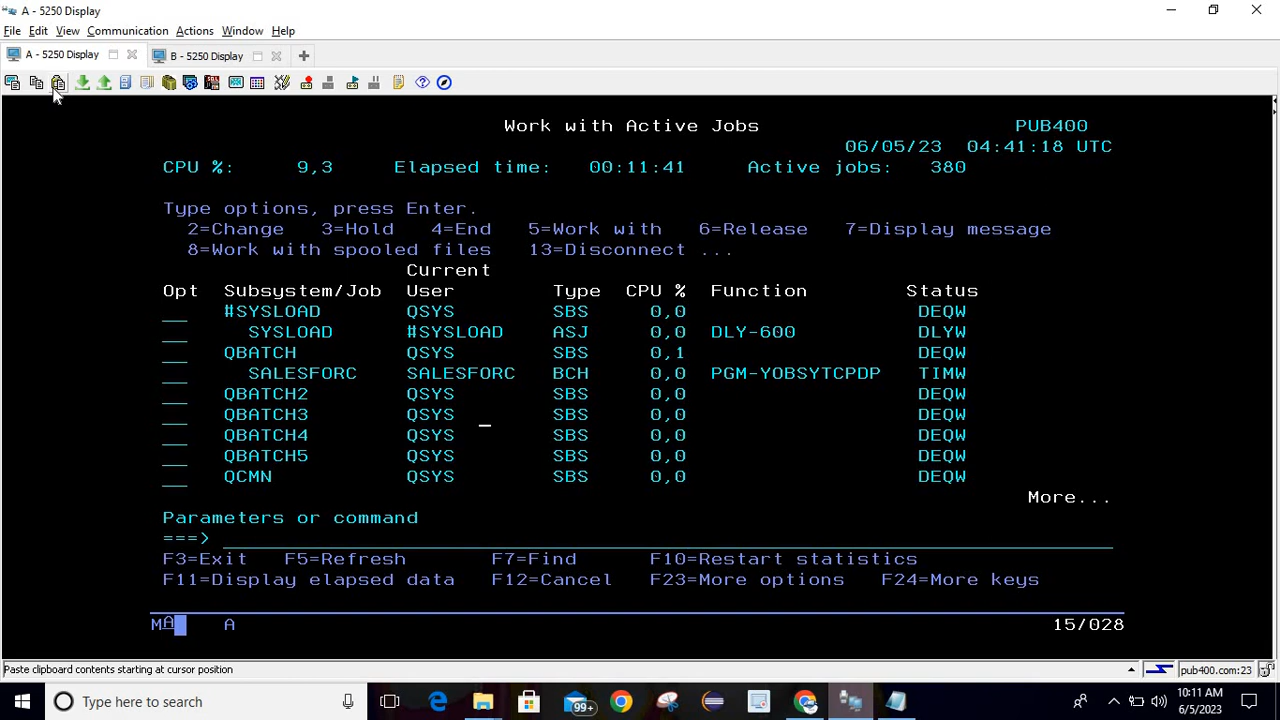 A - 5250 Display
File Edit View Communication Actions Window Help
A - 5250 Display B - 5250 Display
Work with Active Jobs PUB400
06/05/23 04:41:18 UTC
CPU %: 9,3 Elapsed time: 00:11:41 Active jobs: 380
Type options, press Enter.
2=Change 3=Hold 4=End 5=Work with 6=Release 7=Display message
8=Work with spooled files 13=Disconnect ...
Current
Opt Subsystem/Job User Type CPU % Function Status
#SYSLOAD QSYS SBS 0,0 DEQW
SYSLOAD #SYSLOAD ASJ 0,0 DLY-600 DLYW
QBATCH QSYS SBS 0,1 DEQW
SALESFORC SALESFORC BCH 0,0 PGM-YOBSYTCPDP TIMW
QBATCH2 QSYS SBS 0,0 DEQW
QBATCH3 QSYS SBS 0,0 DEQW
QBATCH4 QSYS SBS 0,0 DEQW
QBATCH5 QSYS SBS 0,0 DEQW
QCMN QSYS SBS 0,0 DEQW
More...
Parameters or command
===>
F3=Exit F5=Refresh F7=Find F10=Restart statistics
F11=Display elapsed data F12=Cancel F23=More options F24=More keys
MA A 15/028
Paste clipboard contents starting at cursor position pub400.com:23
Type here to search 99+ 10:11 AM
6/5/2023